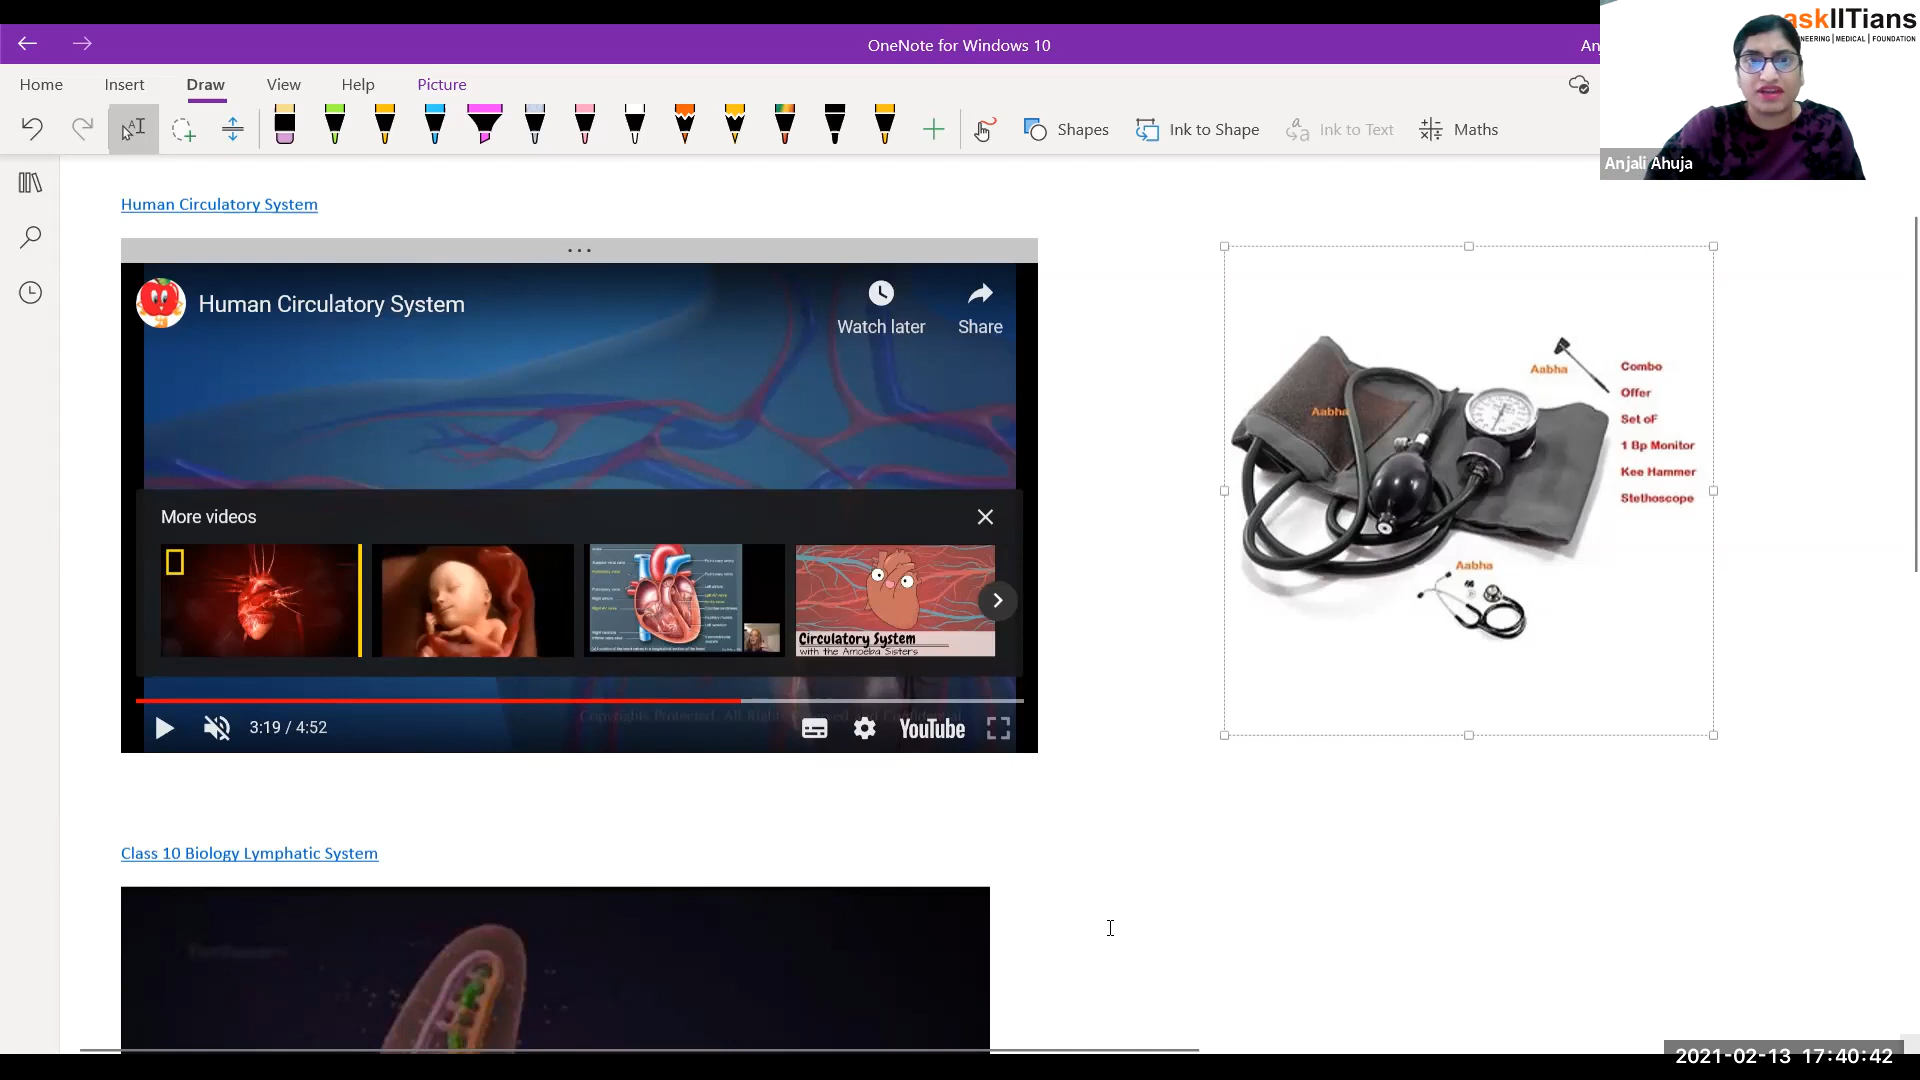 OneNote for Windows 10
An
askIITians
NEERING | MEDICAL | FOUNDATION
Home Insert Draw View Help Picture
Shapes Ink to Shape Ink to Text Maths
Anjali Ahuja
Human Circulatory System
Human Circulatory System
Watch later Share
More videos
Circulatory System
with the Amoeba Sisters
3:19 / 4:52
YouTube
Aabha
Aabha
Combo
Offer
Set oF
1 Bp Monitor
Kee Hammer
Stethoscope
Aabha
Class 10 Biology Lymphatic System
2021-02-13 17:40:42